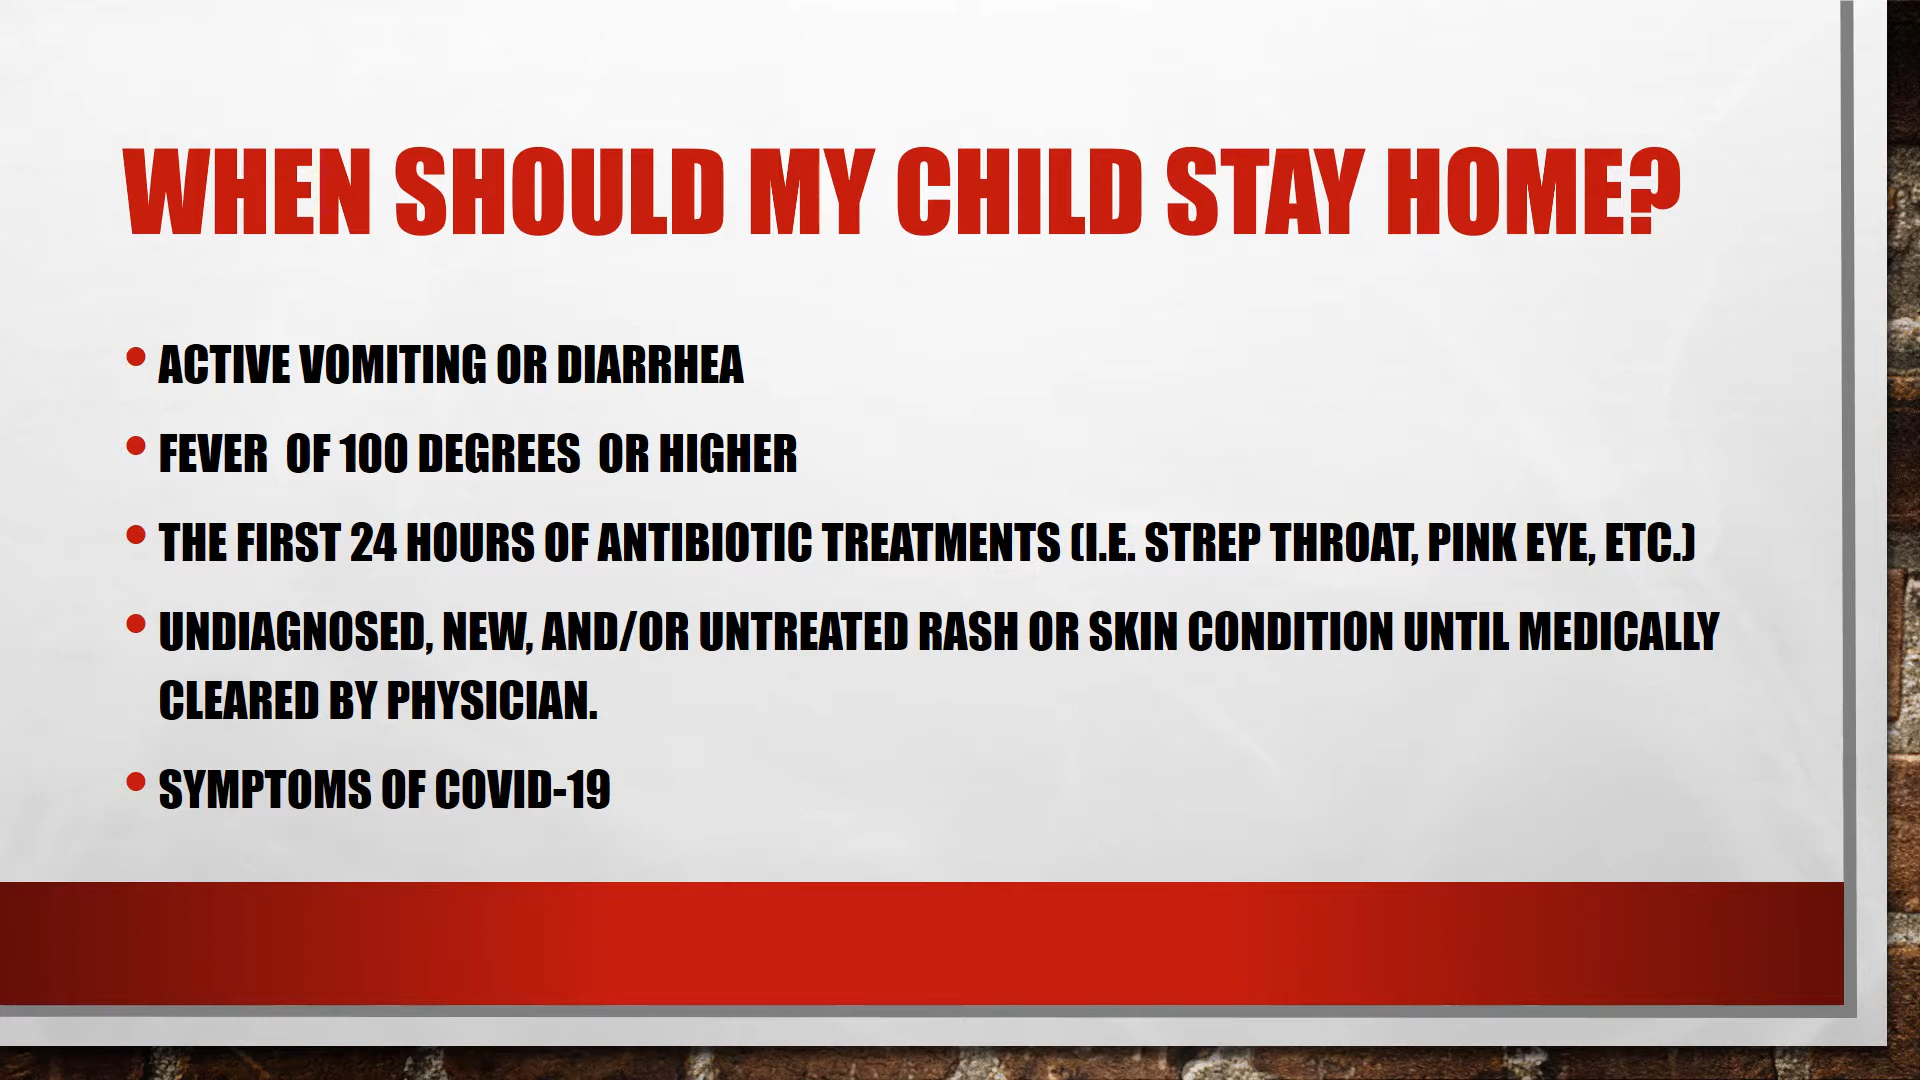 WHEN SHOULD MY CHILD STAY HOME?
• ACTIVE VOMITING OR DIARRHEA
• FEVER  OF 100 DEGREES  OR HIGHER
• THE FIRST 24 HOURS OF ANTIBIOTIC TREATMENTS (I.E. STREP THROAT, PINK EYE, ETC.)
• UNDIAGNOSED, NEW, AND/OR UNTREATED RASH OR SKIN CONDITION UNTIL MEDICALLY
CLEARED BY PHYSICIAN.
• SYMPTOMS OF COVID-19